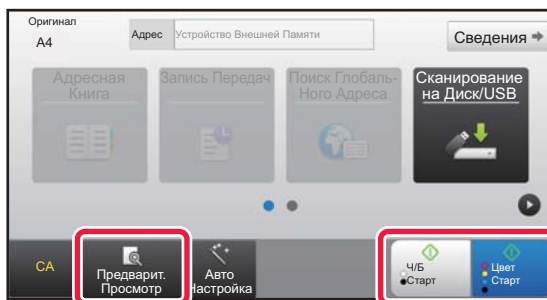 Оригинал
A4
Адрес
Устройство Внешней Памяти
Сведения
Адресная
Книга
Запись Передач
Поиск Глобаль-
Ного Адреса
Сканирование
на Диск/USB
CA
Предварит.
Просмотр
Авто
Настройка
Ч/Б
Старт
Цвет
Старт